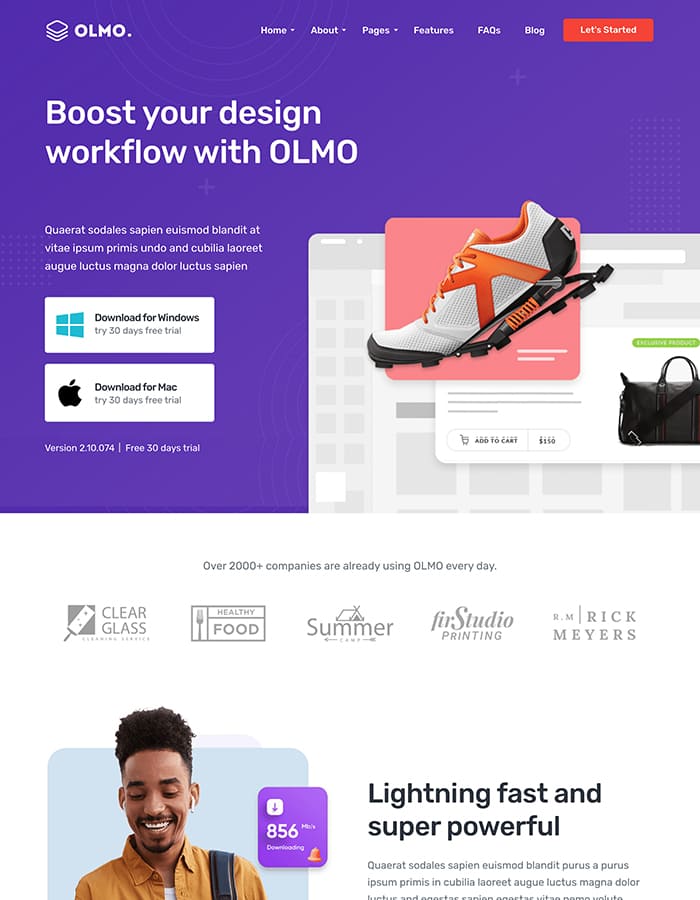 OLMO.
Home
About
Pages
Features
FAQs
Blog
Let's Started
Boost your design
workflow with OLMO
Quaerat sodales sapien euismod blandit at
vitae ipsum primis undo and cubilia laoreet
augue luctus magna dolor luctus sapien
Download for Windows
try 30 days free trial
Download for Mac
try 30 days free trial
Version 2.10.074 | Free 30 days trial
EXCLUSIVE PRODUCT
ADD TO CART
$150
Over 2000+ companies are already using OLMO every day.
CLEAR
GLASS
CLEANING SERVICE
HEALTHY
FOOD
Summer
CAMP
firStudio
PRINTING
R.M RICK
MEYERS
856 Mb/s
Downloading
Lightning fast and
super powerful
Quaerat sodales sapien euismod blandit purus a purus
ipsum primis in cubilia laoreet augue luctus magna dolor
luctus and egestas sapien egestas vitae nemo volute